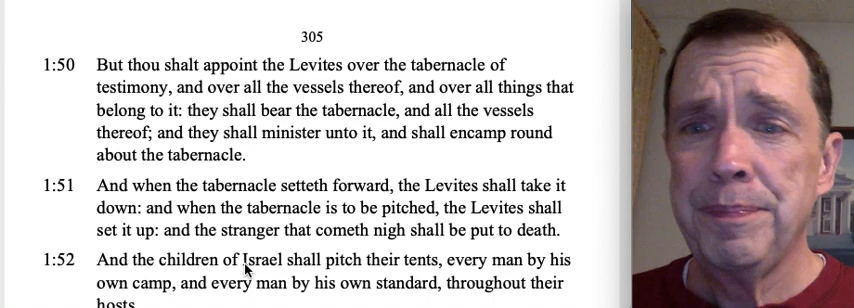 305
1:50 But thou shalt appoint the Levites over the tabernacle of
testimony, and over all the vessels thereof, and over all things that
belong to it: they shall bear the tabernacle, and all the vessels
thereof; and they shall minister unto it, and shall encamp round
about the tabernacle.
1:51 And when the tabernacle setteth forward, the Levites shall take it
down: and when the tabernacle is to be pitched, the Levites shall
set it up: and the stranger that cometh nigh shall be put to death.
1:52 And the children of Israel shall pitch their tents, every man by his
own camp, and every man by his own standard, throughout their
hosts.